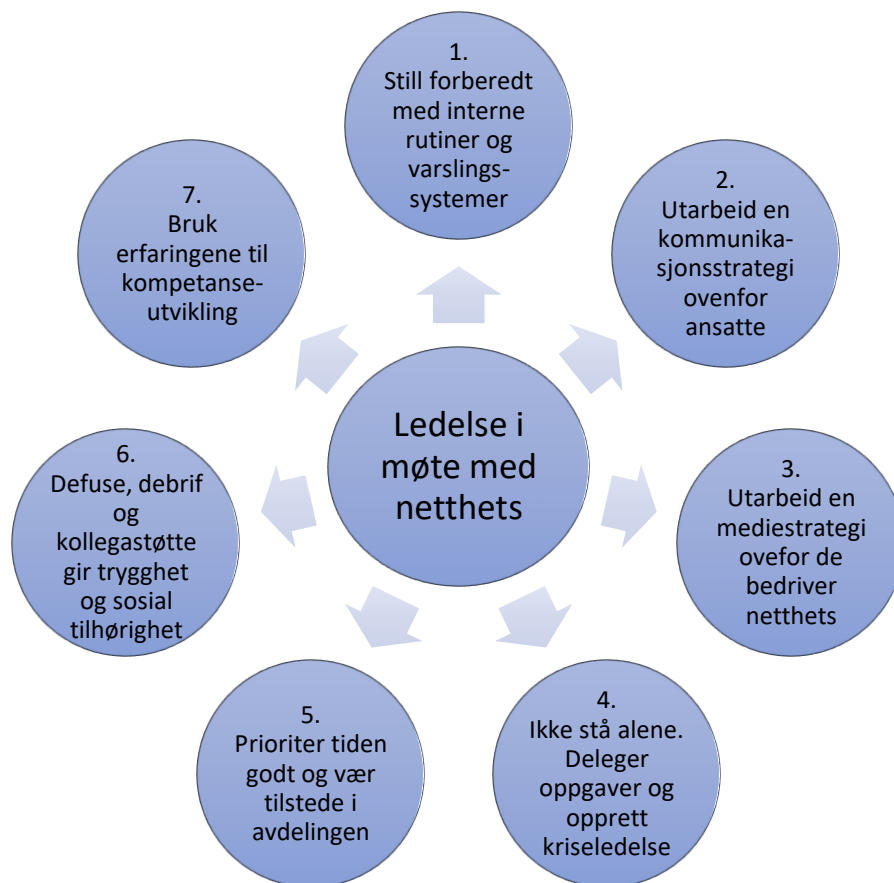 1.
Still forberedt
med interne
rutiner og
varslings-
systemer
2.
Utarbeid en
kommunika-
sjonsstrategi
ovenfor
ansatte
3.
Utarbeid en
mediestrategi
ovefor de
bedriver
netthets
4.
Ikke stå alene.
Deleger
oppgaver og
opprett
kriseledelse
5.
Prioriter tiden
godt og vær
tilstede i
avdelingen
6.
Defuse, debrif
og
kollegastøtte
gir trygghet
og sosial
tilhørighet
7.
Bruk
erfaringene til
kompetanse-
utvikling
Ledelse i
møte med
netthets